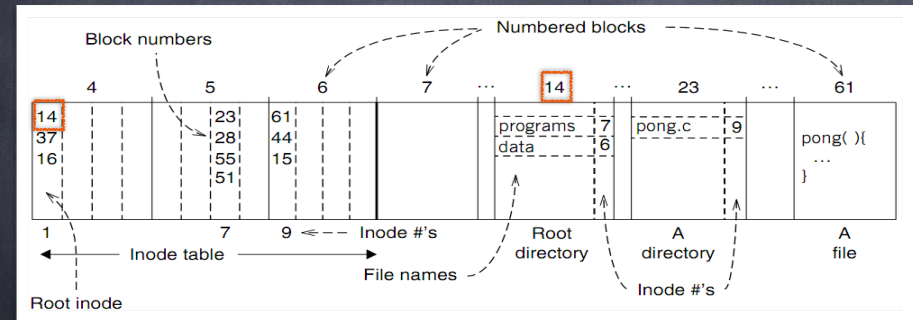 Block numbers
Numbered blocks
4 5 6 7 ... 14 ... 23 ... 61
14 23 61 programs 7 pong.c 9
37 28 44 data 6 pong( ){
16 55 15 ...
51 }
1 7 9 Inode #'s Root directory A directory A file
Inode table
File names
Inode #'s
Root inode